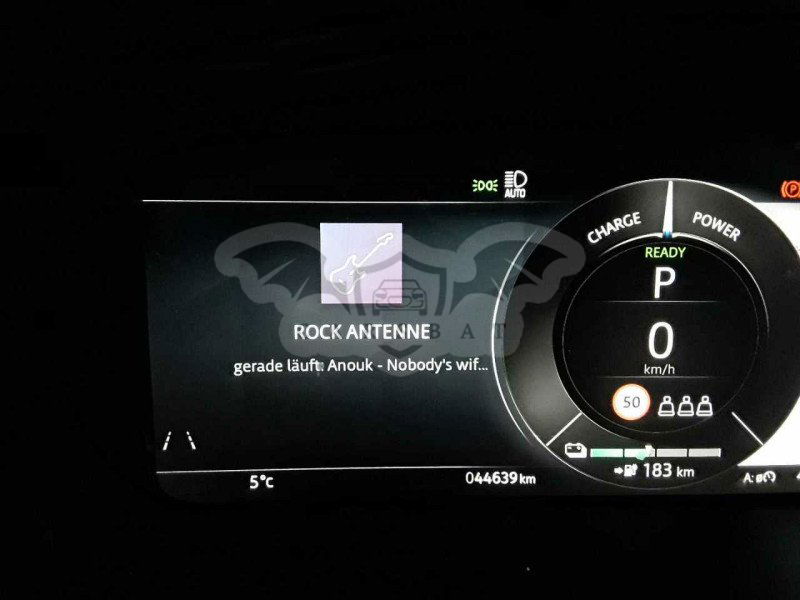 AUTO
P
CHARGE
POWER
READY
P
0
km/h
ROCK ANTENNE
BAT
gerade läuft: Anouk - Nobody's wif...
50
183 km
5°C
044639 km
A: